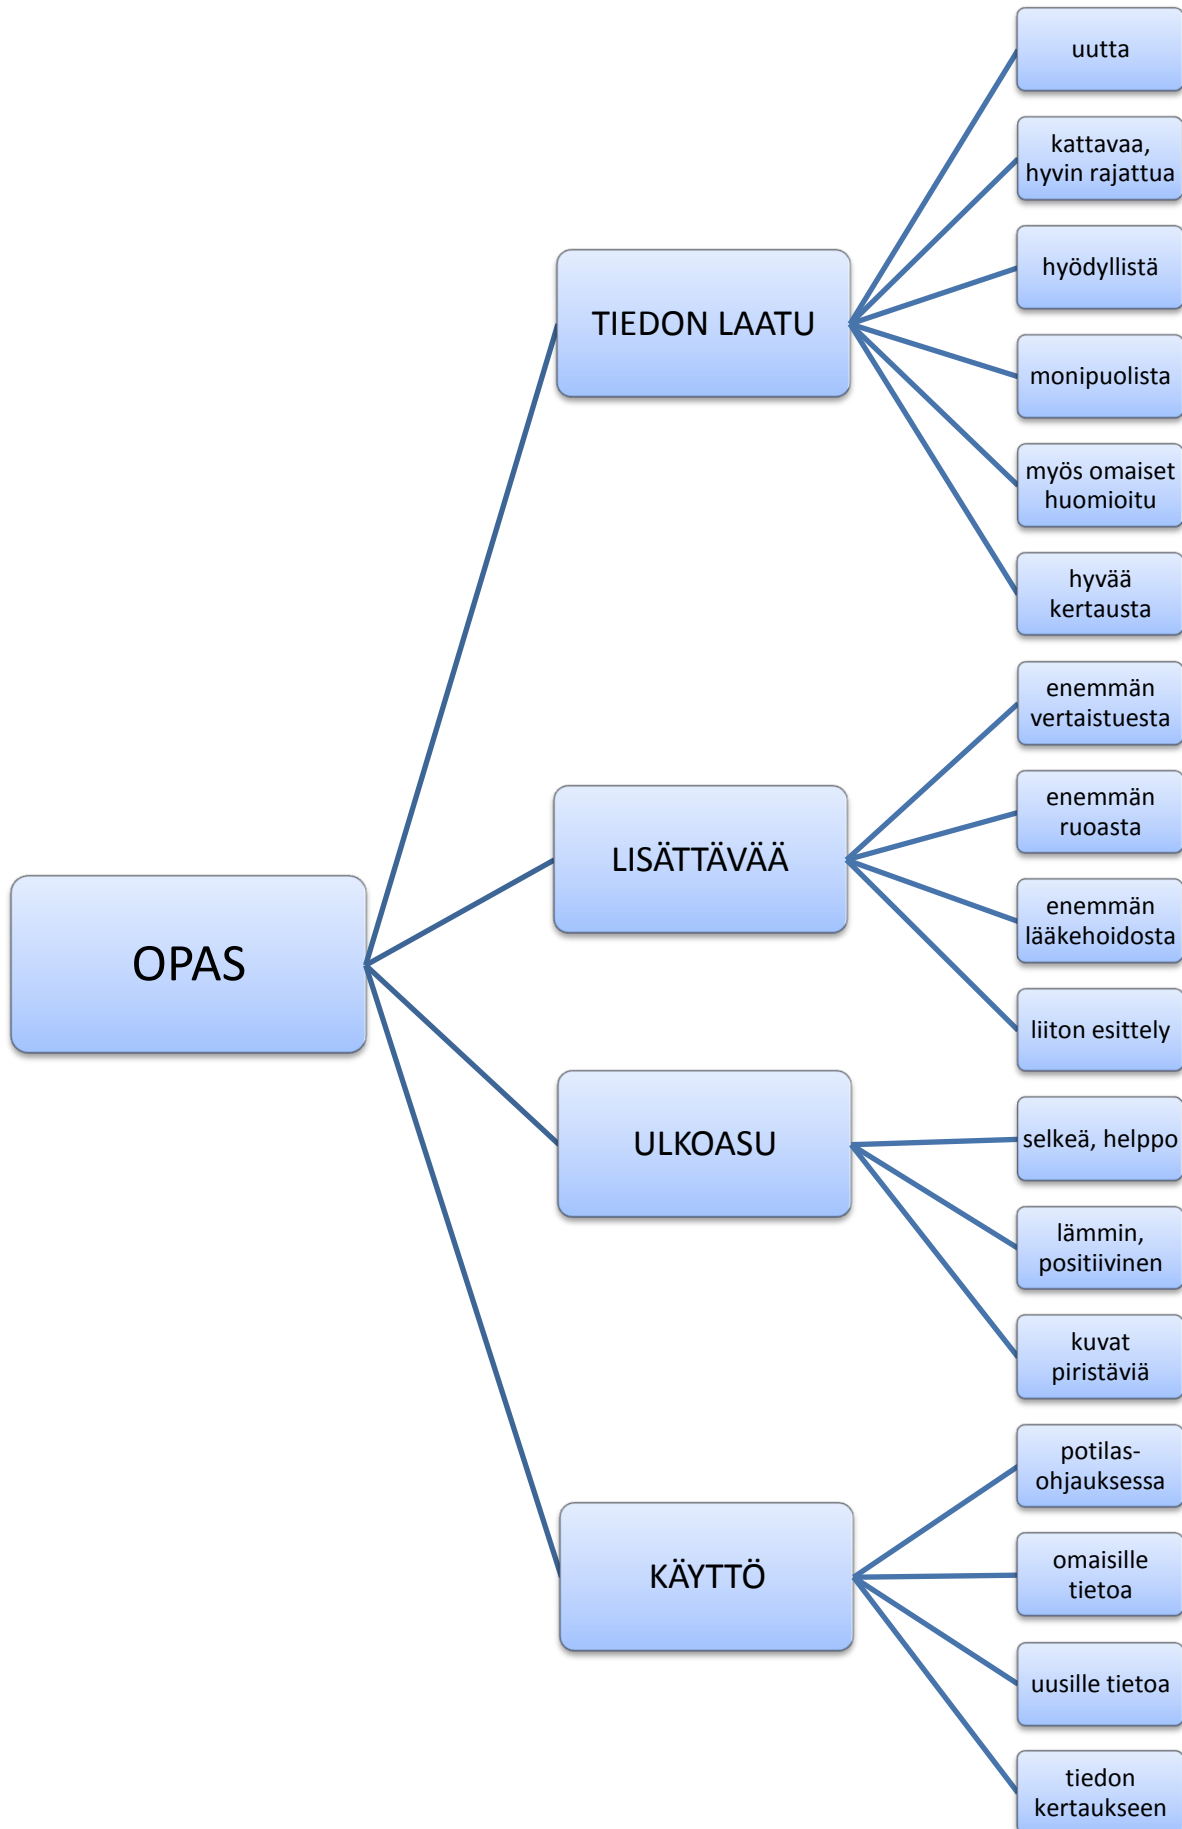 OPAS
TIEDON LAATU
uutta
kattavaa,
hyvin rajattua
hyödyllistä
monipuolista
myös omaiset
huomioitu
hyvää
kertausta
LISÄTTÄVÄÄ
enemmän
vertaistuesta
enemmän
ruoasta
enemmän
lääkehoidosta
liiton esittely
ULKOASU
selkeä, helppo
lämmin,
positiivinen
kuvat
piristäviä
KÄYTTÖ
potilas-
ohjauksessa
omaisille
tietoa
uusille tietoa
tiedon
kertaukseen